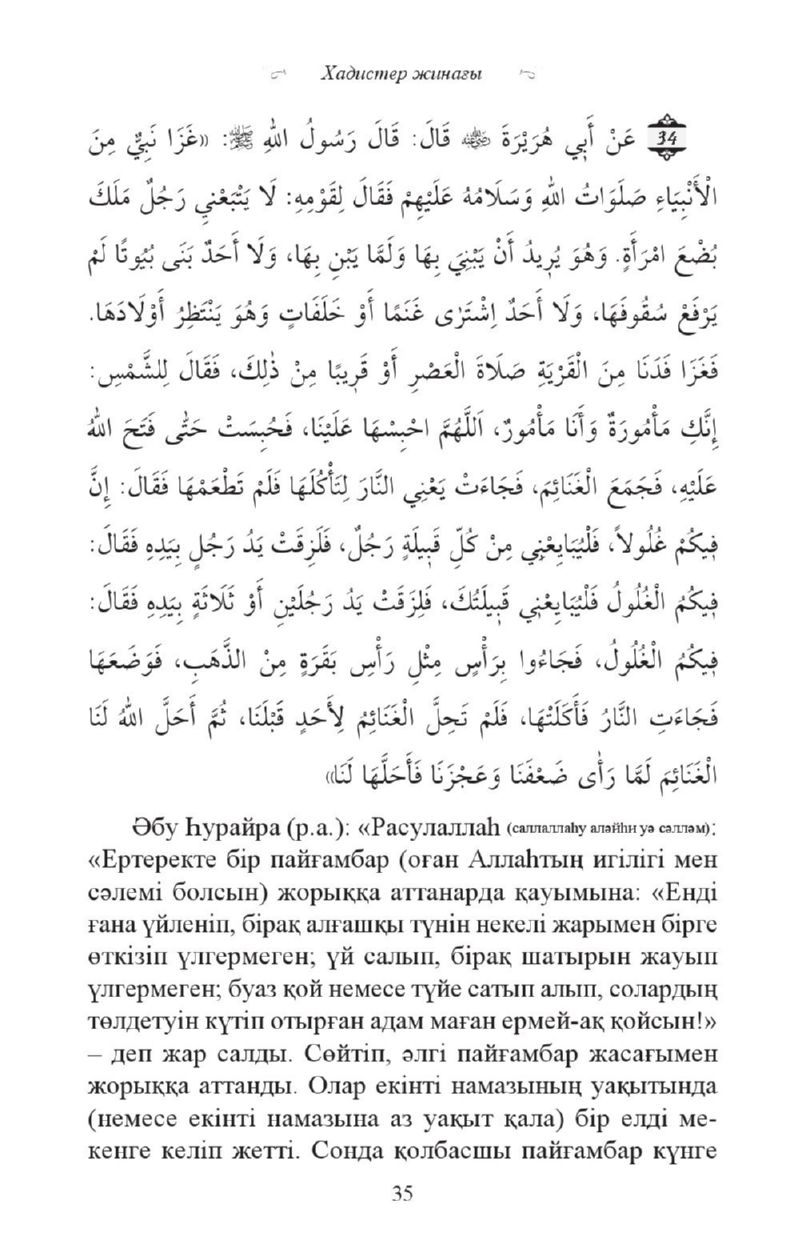 Хадистер жинағы
34 عَنْ أَبِي هُرَيْرَةَ ﵁ قَالَ: قَالَ رَسُولُ اللهِ ﷺ: «غَزَا نَبِيٌّ مِنَ
الْأَنْبِيَاءِ صَلَوَاتُ اللهِ وَسَلَامُهُ عَلَيْهِمْ فَقَالَ لِقَوْمِهِ: لَا يَتْبَعْنِي رَجُلٌ مَلَكَ
بُضْعَ امْرَأَةٍ. وَهُوَ يُرِيدُ أَنْ يَبْنِيَ بِهَا وَلَمَّا يَبْنِ بِهَا، وَلَا أَحَدٌ بَنَى بُيُوتًا لَمْ
يَرْفَعْ سُقُوفَهَا، وَلَا أَحَدٌ اِشْتَرٰى غَنَمًا أَوْ خَلَفَاتٍ وَهُوَ يَنْتَظِرُ أَوْلَادَهَا.
فَغَزَا فَدَنَا مِنَ الْقَرْيَةِ صَلَاةَ الْعَصْرِ أَوْ قَرِيبًا مِنْ ذٰلِكَ، فَقَالَ لِلشَّمْسِ:
إِنَّكِ مَأْمُورَةٌ وَأَنَا مَأْمُورٌ، اَللَّهُمَّ احْبِسْهَا عَلَيْنَا، فَحُبِسَتْ حَتّٰى فَتَحَ اللهُ
عَلَيْهِ، فَجَمَعَ الْغَنَائِمَ، فَجَاءَتْ يَعْنِي النَّارَ لِتَأْكُلَهَا فَلَمْ تَطْعَمْهَا فَقَالَ: إِنَّ
فِيكُمْ غُلُولاً، فَلْيُبَايِعْنِي مِنْ كُلِّ قَبِيلَةٍ رَجُلٌ، فَلَزِقَتْ يَدُ رَجُلٍ بِيَدِهِ فَقَالَ:
فِيكُمُ الْغُلُولُ فَلْيُبَايِعْنِي قَبِيلَتُكَ، فَلِزَقَتْ يَدُ رَجُلَيْنِ أَوْ ثَلَاثَةٍ بِيَدِهِ فَقَالَ:
فِيكُمُ الْغُلُولُ، فَجَاءُوا بِرَأْسٍ مِثْلِ رَأْسِ بَقَرَةٍ مِنَ الذَّهَبِ، فَوَضَعَهَا
فَجَاءَتِ النَّارُ فَأَكَلَتْهَا، فَلَمْ تَحِلَّ الْغَنَائِمُ لِأَحَدٍ قَبْلَنَا، ثُمَّ أَحَلَّ اللهُ لَنَا
الْغَنَائِمَ لَمَّا رَأَى ضَعْفَنَا وَعَجْزَنَا فَأَحَلَّهَا لَنَا»
Әбу Һурайра (р.а.): «Расулаллаһ (саллаллаһу алайһи уә сәлләм):
«Ертеректе бір пайғамбар (оған Аллаһтың игілігі мен
сәлемі болсын) жорыққа аттанарда қауымына: «Енді
ғана үйленіп, бірақ алғашқы түнін некелі жарымен бірге
өткізіп үлгермеген; үй салып, бірақ шатырын жауып
үлгермеген; буаз қой немесе түйе сатып алып, солардың
төлдетуін күтіп отырған адам маған ермей-ақ қойсын!»
– деп жар салды. Сөйтіп, әлгі пайғамбар жасағымен
жорыққа аттанды. Олар екінті намазының уақытында
(немесе екінті намазына аз уақыт қала) бір елді ме-
кенге келіп жетті. Сонда қолбасшы пайғамбар күнге
35